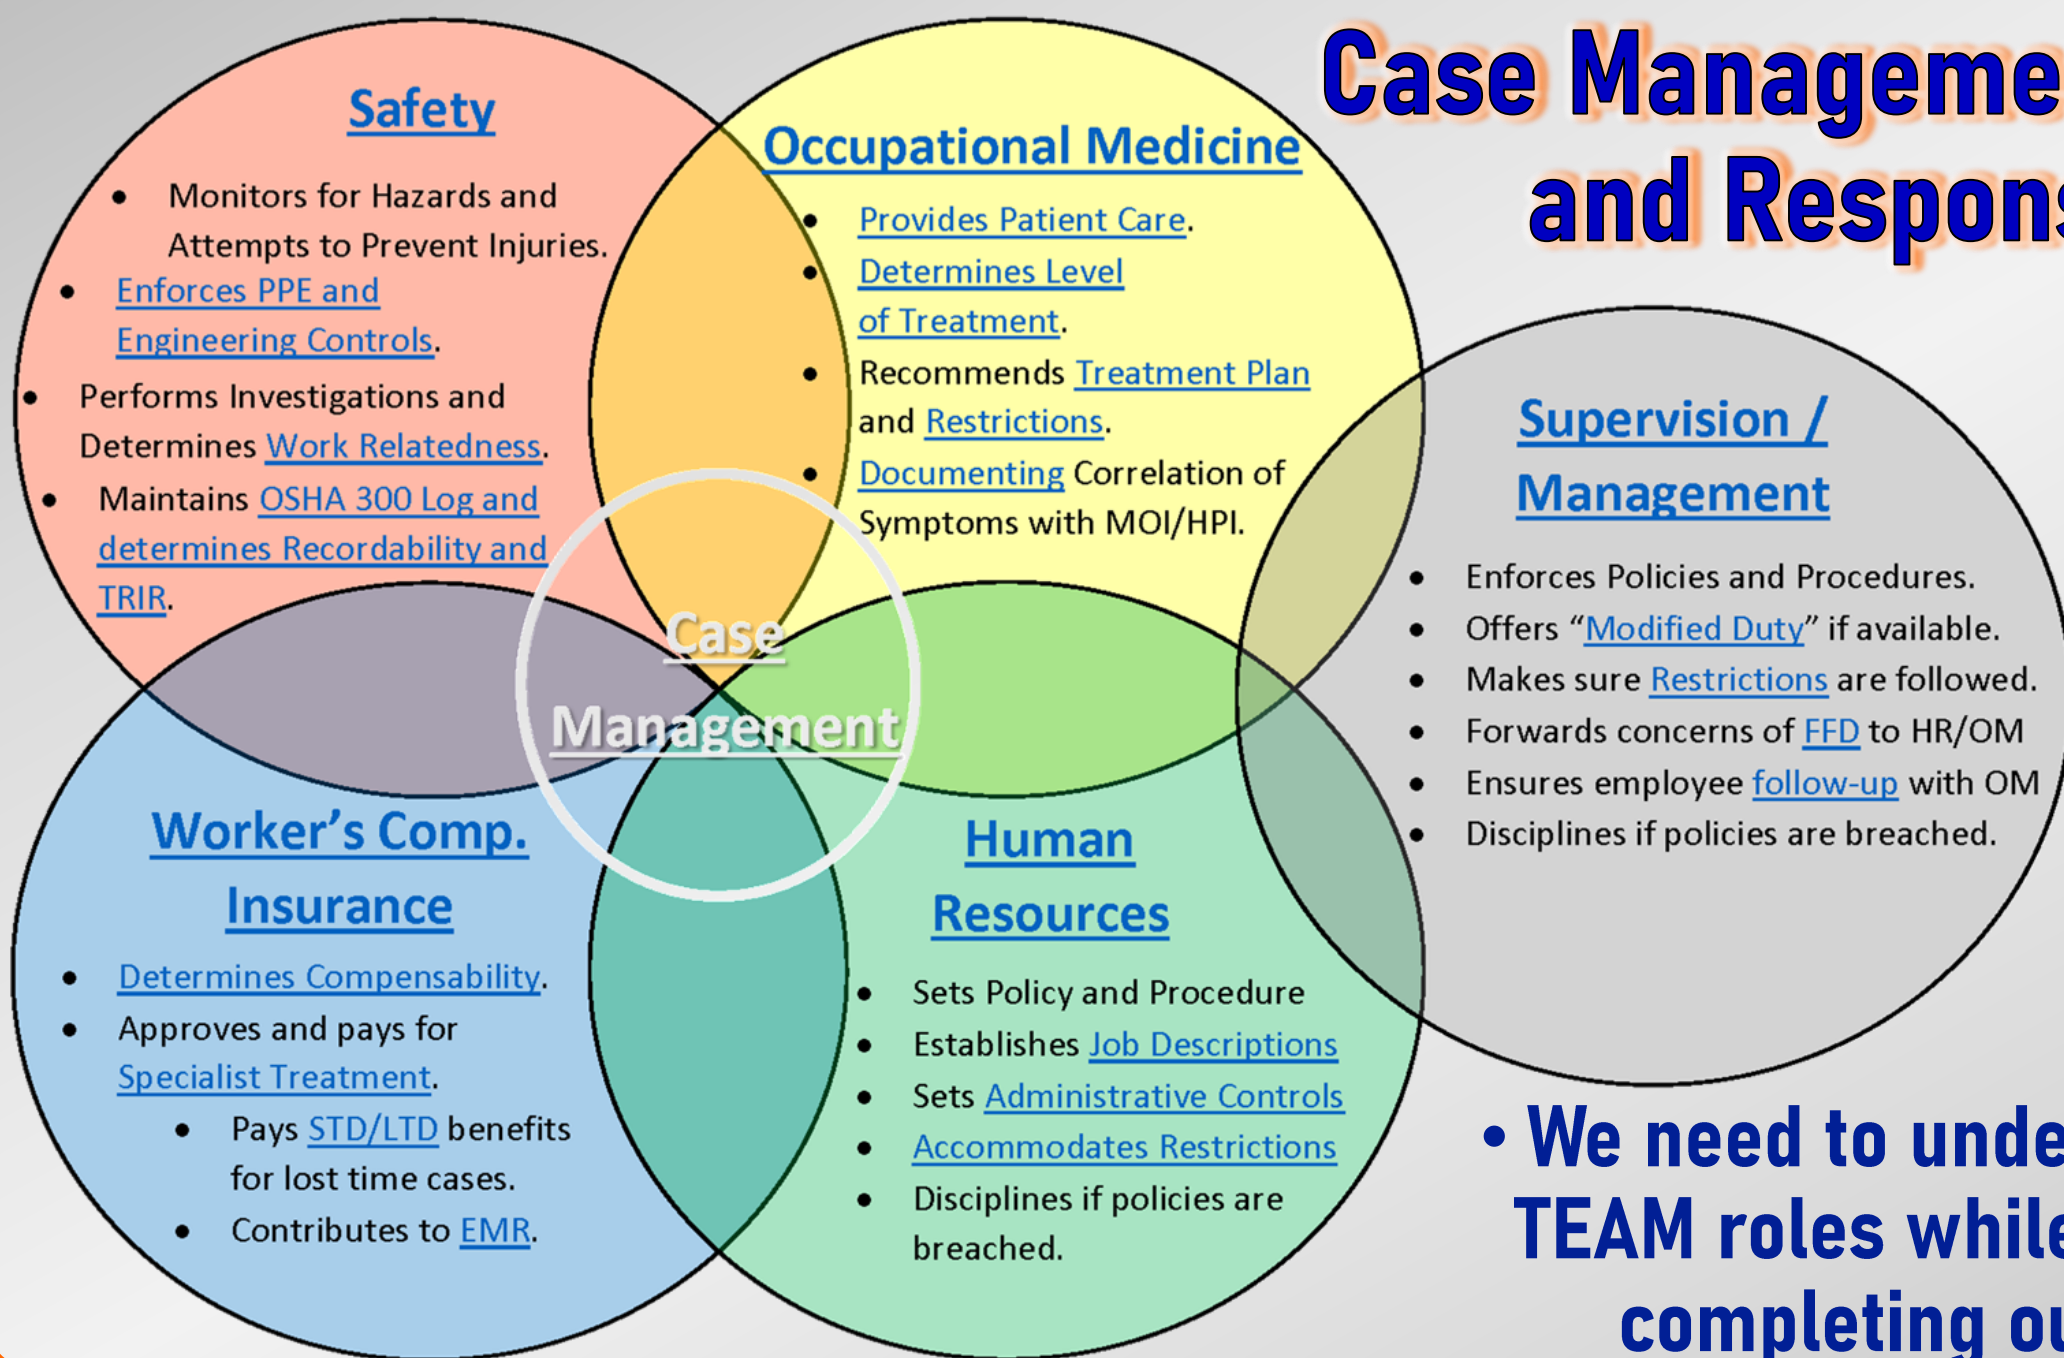 Case Manageme
and Respons
Safety
• Monitors for Hazards and
Attempts to Prevent Injuries.
• Enforces PPE and
Engineering Controls.
• Performs Investigations and
Determines Work Relatedness.
• Maintains OSHA 300 Log and
determines Recordability and
TRIR.
Occupational Medicine
• Provides Patient Care.
• Determines Level
of Treatment.
• Recommends Treatment Plan
and Restrictions.
• Documenting Correlation of
Symptoms with MOI/HPI.
Supervision /
Management
• Enforces Policies and Procedures.
• Offers “Modified Duty” if available.
• Makes sure Restrictions are followed.
• Forwards concerns of FFD to HR/OM
• Ensures employee follow-up with OM
• Disciplines if policies are breached.
Case
Management
Worker’s Comp.
Insurance
• Determines Compensability.
• Approves and pays for
Specialist Treatment.
• Pays STD/LTD benefits
for lost time cases.
• Contributes to EMR.
Human
Resources
• Sets Policy and Procedure
• Establishes Job Descriptions
• Sets Administrative Controls
• Accommodates Restrictions
• Disciplines if policies are
breached.
• We need to unde
TEAM roles while
completing ou